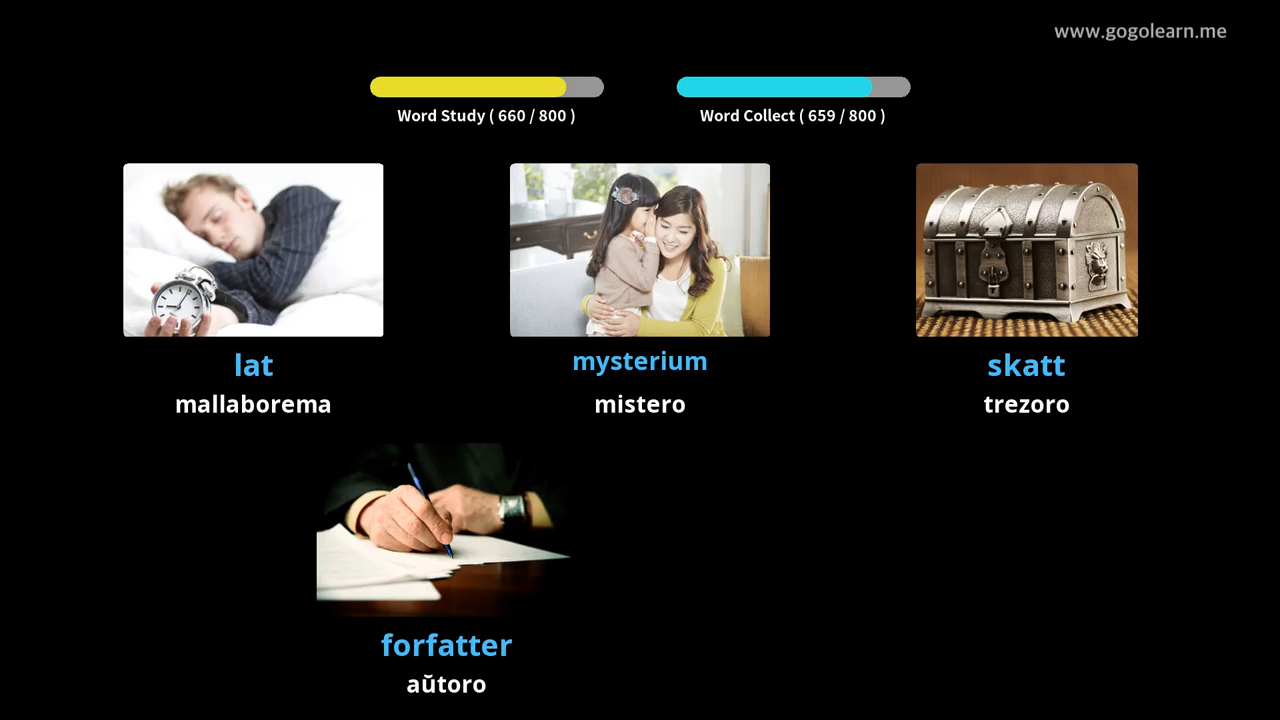 www.gogolearn.me
Word Study ( 660 / 800 )
Word Collect ( 659 / 800 )
lat
mysterium
skatt
mallaborema
mistero
trezoro
forfatter
aŭtoro